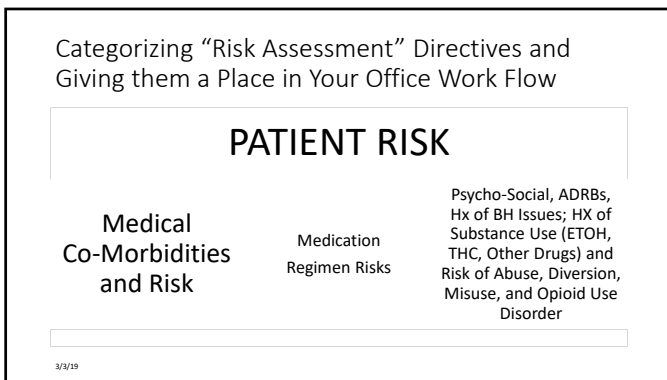 Categorizing “Risk Assessment” Directives and
Giving them a Place in Your Office Work Flow
PATIENT RISK
Medical
Co-Morbidities
and Risk
Medication
Regimen Risks
Psycho-Social, ADRBs,
Hx of BH Issues; HX of
Substance Use (ETOH,
THC, Other Drugs) and
Risk of Abuse, Diversion,
Misuse, and Opioid Use
Disorder
3/3/19